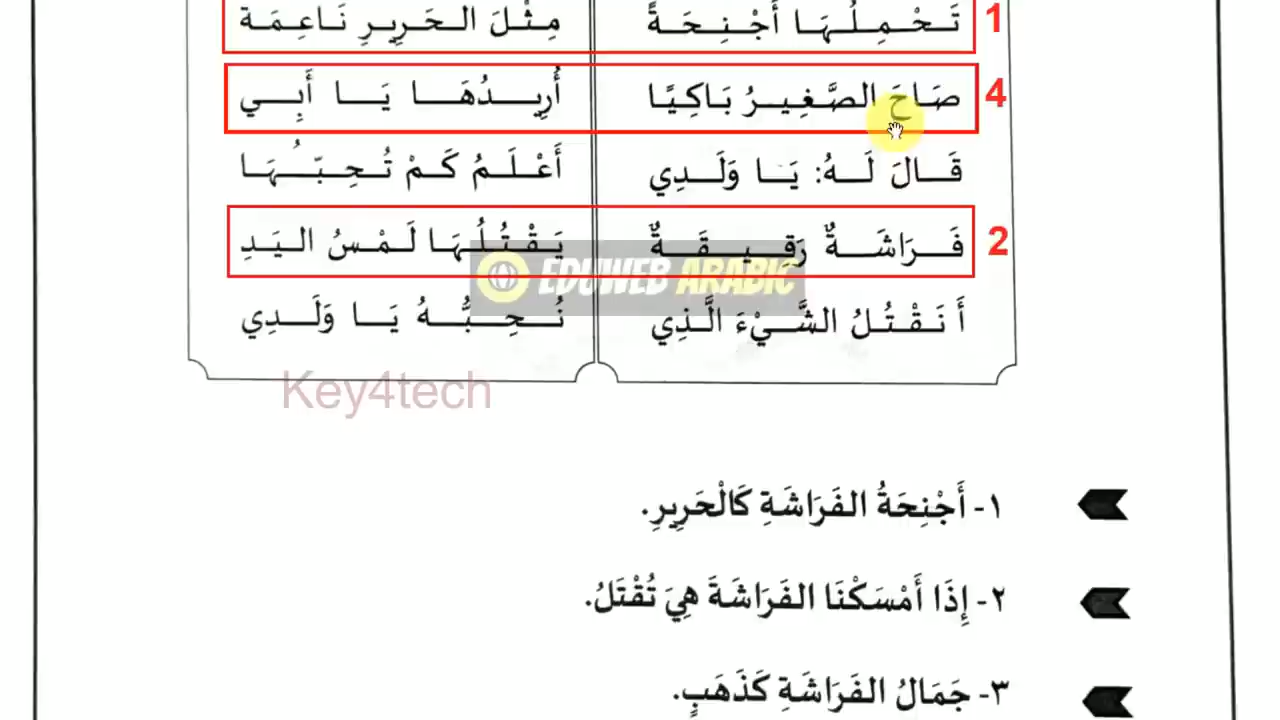 تَحْمِلُهَا أَجْنِحَةً مِثْلَ الحَرِيرِ نَاعِمَة 1
صَاحَ الصَّغِيرُ بَاكِيًا أُرِيدُهَا يَا أَبِي 4
قَالَ لَهُ: يَا وَلَدِي أَعْلَمُ كَمْ تُحِبّهَُا
فَرَاشَةٌ رَقِيقَةٌ يَقْتُلُهَا لَمْسُ اليَدِ 2
EDUWEB ARABIC
أَنَقْتُلُ الشَّيْءَ الَّذِي نُحِبُّهُ يَا وَلَدِي
Key4tech
١- أَجْنِحَةُ الفَرَاشَةِ كَالْحَرِيرِ.
٢- إِذَا أَمْسَكْنَا الفَرَاشَةَ هِيَ تُقْتَلُ.
٣- جَمَالُ الفَرَاشَةِ كَذَهَبٍ.